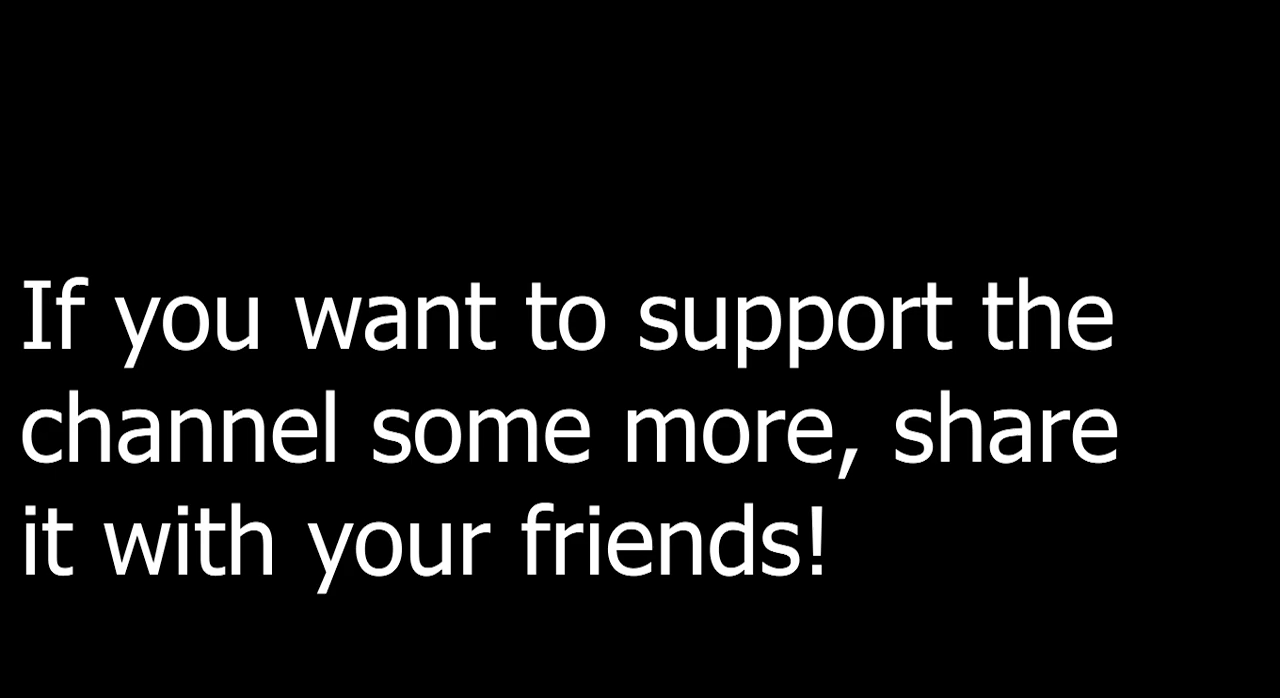 If you want to support the
channel some more, share
it with your friends!